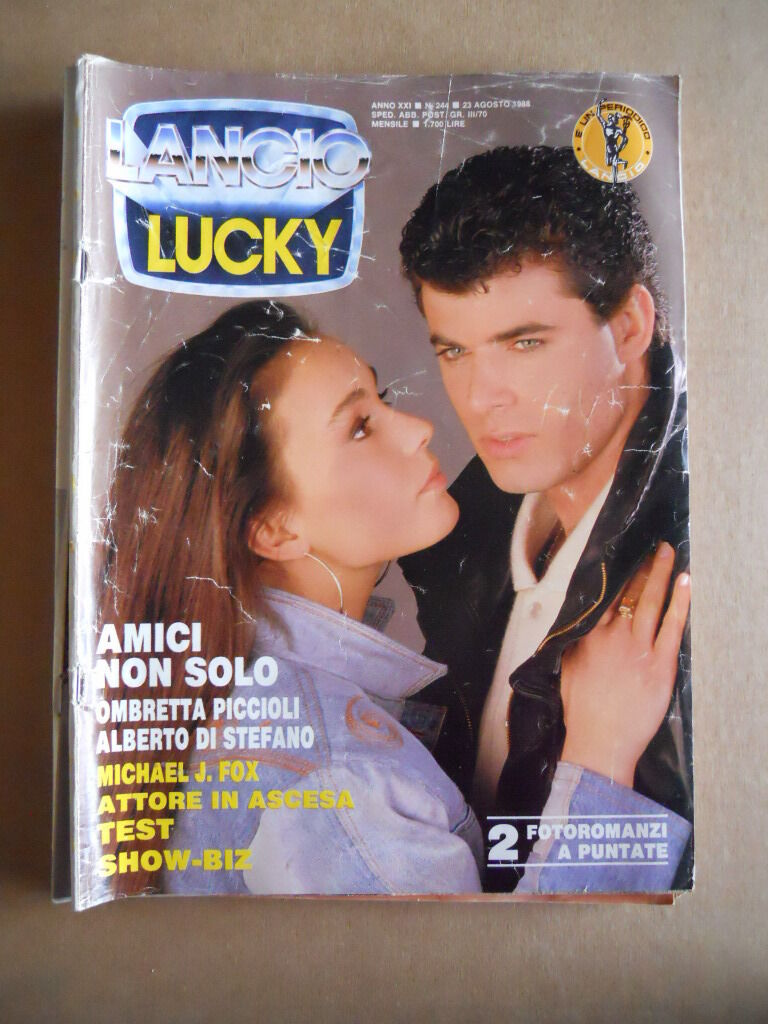 ANNO XXI ■ N. 244 ■ 23 AGOSTO 1988
SPED. ABB. POST. GR. III/70
MENSILE ■ 1.700 LIRE
LANCIO
LUCKY
È UN PERIODICO
LANCIO
AMICI
NON SOLO
OMBRETTA PICCIOLI
ALBERTO DI STEFANO
MICHAEL J. FOX
ATTORE IN ASCESA
TEST
SHOW-BIZ
2 FOTOROMANZI
A PUNTATE